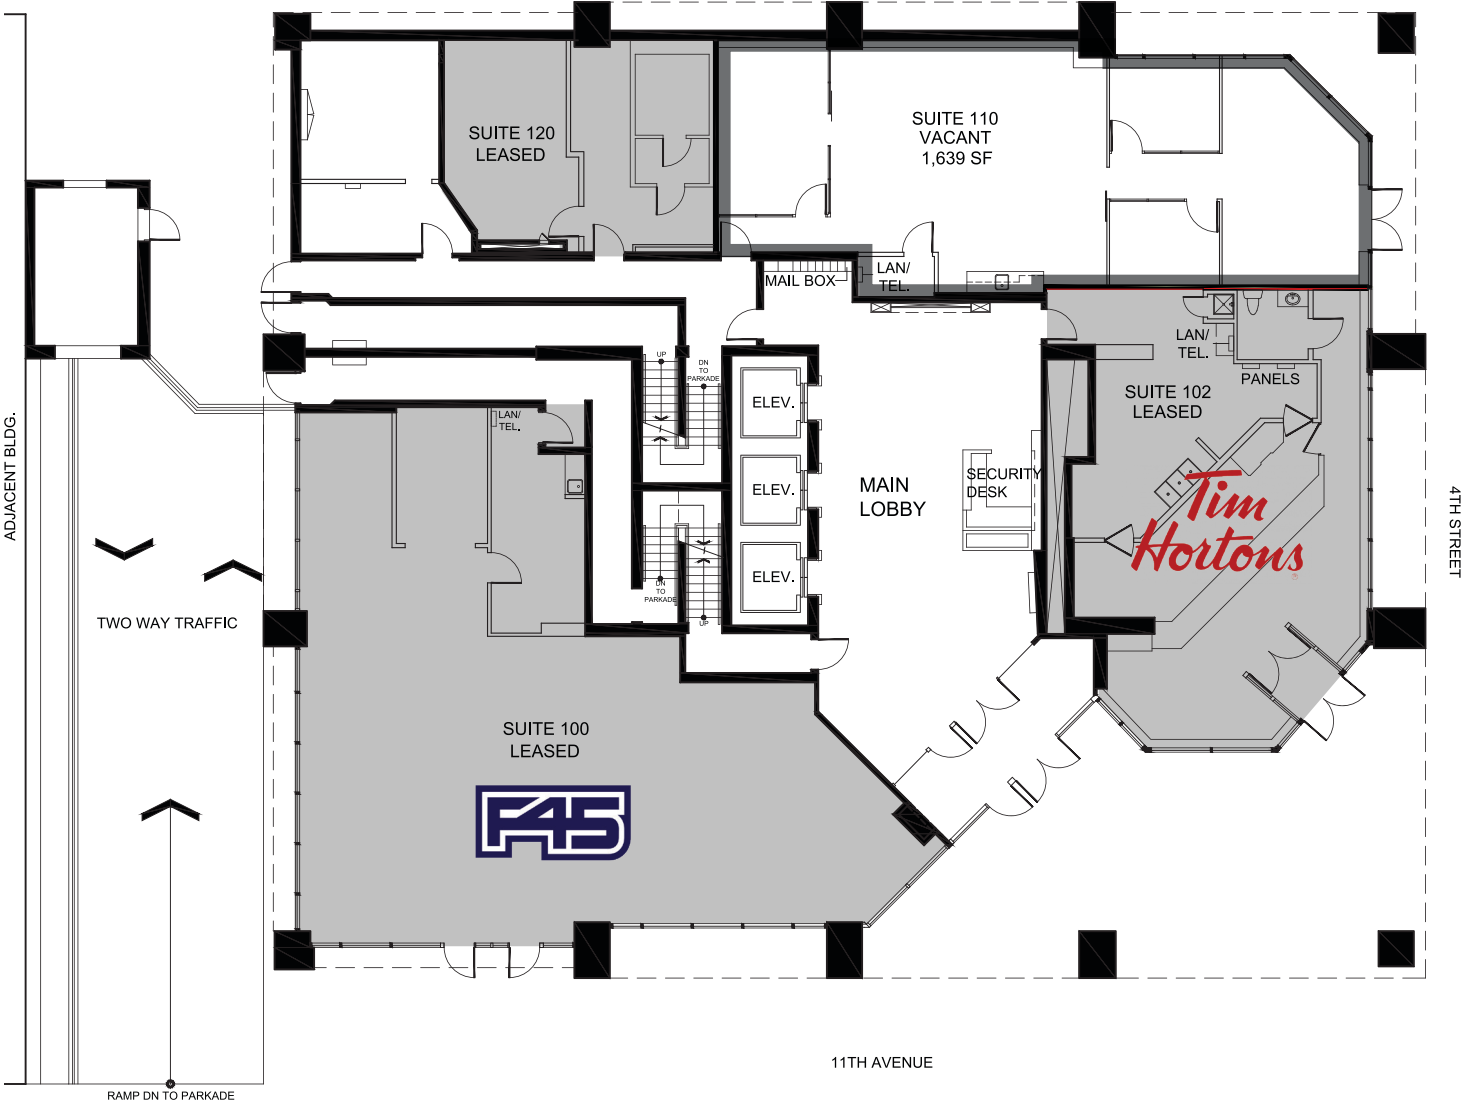 SUITE 120
LEASED
SUITE 110
VACANT
1,639 SF
MAIL BOX
LAN/
TEL.
LAN/
TEL.
PANELS
SUITE 102
LEASED
UP
DN
TO
PARKADE
ELEV.
LAN/
TEL.
ADJACENT BLDG.
SECURITY
DESK
MAIN
LOBBY
ELEV.
Tim
Hortons
4TH STREET
ELEV.
DN
TO
PARKADE
UP
TWO WAY TRAFFIC
SUITE 100
LEASED
F45
11TH AVENUE
RAMP DN TO PARKADE